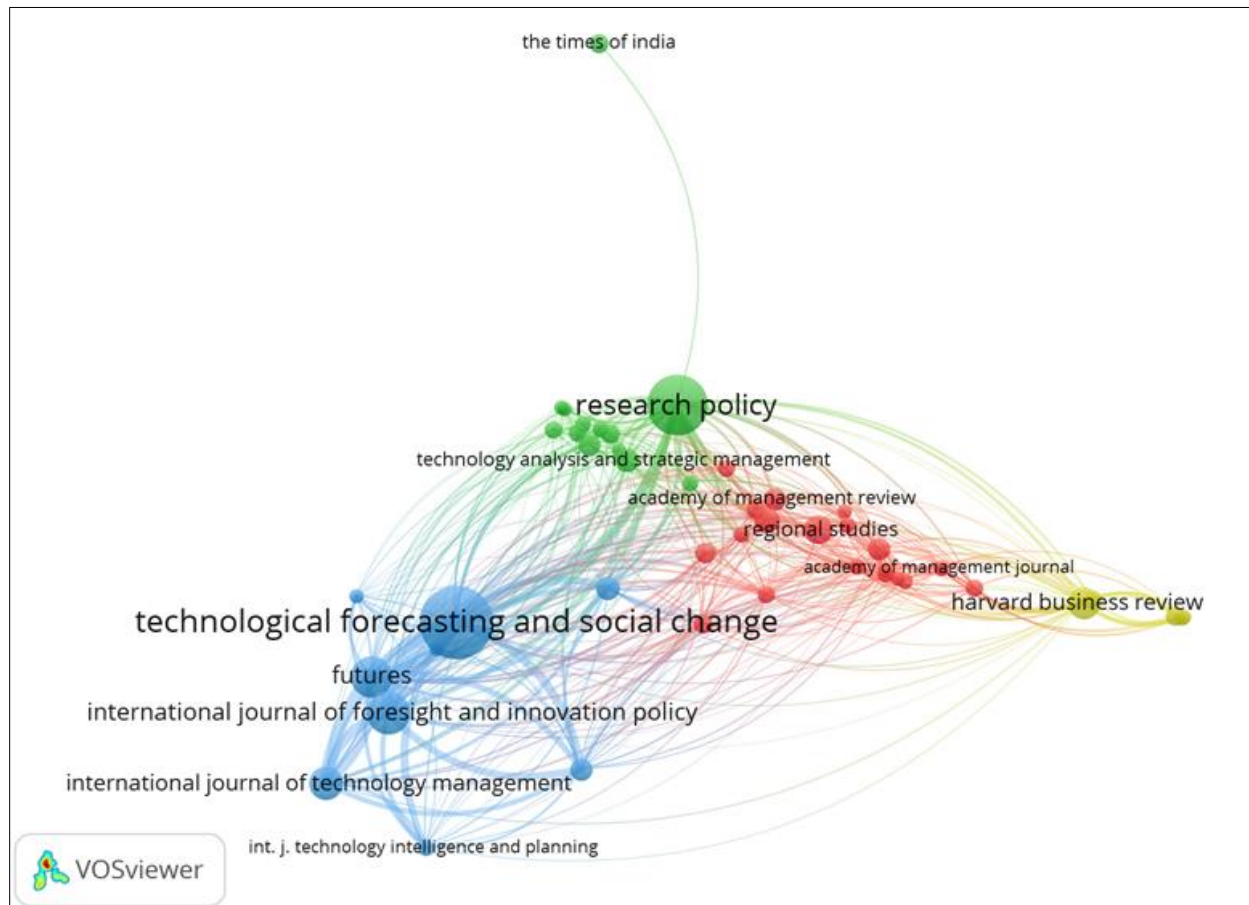 the times of india
research policy
technology analysis and strategic management
academy of management review
regional studies
academy of management journal
harvard business review
technological forecasting and social change
futures
international journal of foresight and innovation policy
international journal of technology management
int. j. technology intelligence and planning
VOSviewer